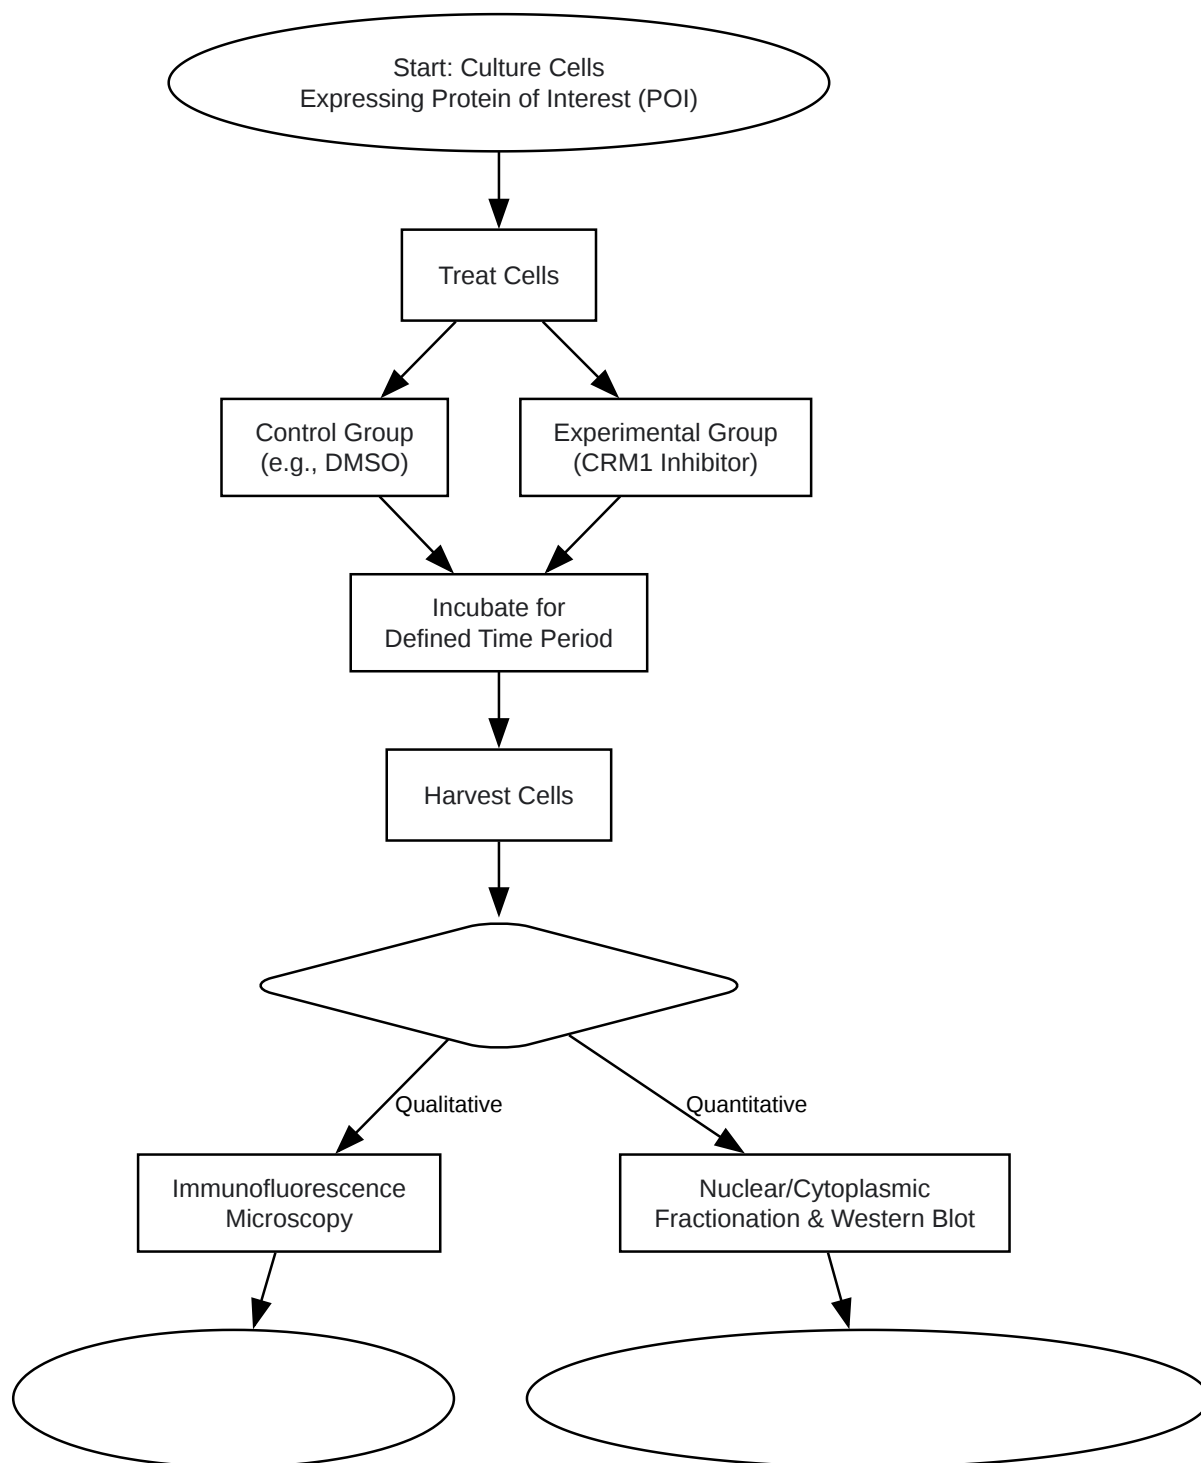 Start: Culture Cells
Expressing Protein of Interest (POI)
Treat Cells
Control Group
(e.g., DMSO)
Experimental Group
(CRM1 Inhibitor)
Incubate for
Defined Time Period
Harvest Cells
Qualitative
Quantitative
Immunofluorescence
Microscopy
Nuclear/Cytoplasmic
Fractionation & Western Blot